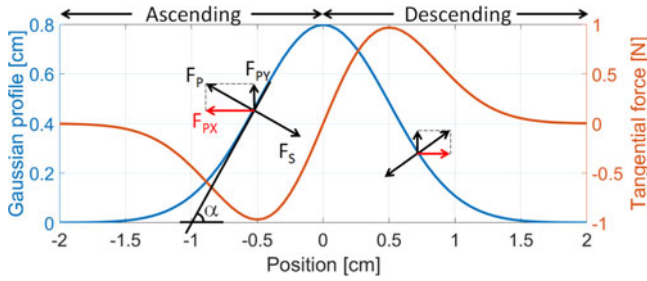 Ascending
Descending
Gaussian profile [cm]
0.8
0.6
0.4
0.2
0
F_P
F_PY
F_PX
F_S
α
-2
-1.5
-1
-0.5
0
0.5
1
1.5
2
Position [cm]
1
0.5
0
-0.5
-1
Tangential force [N]